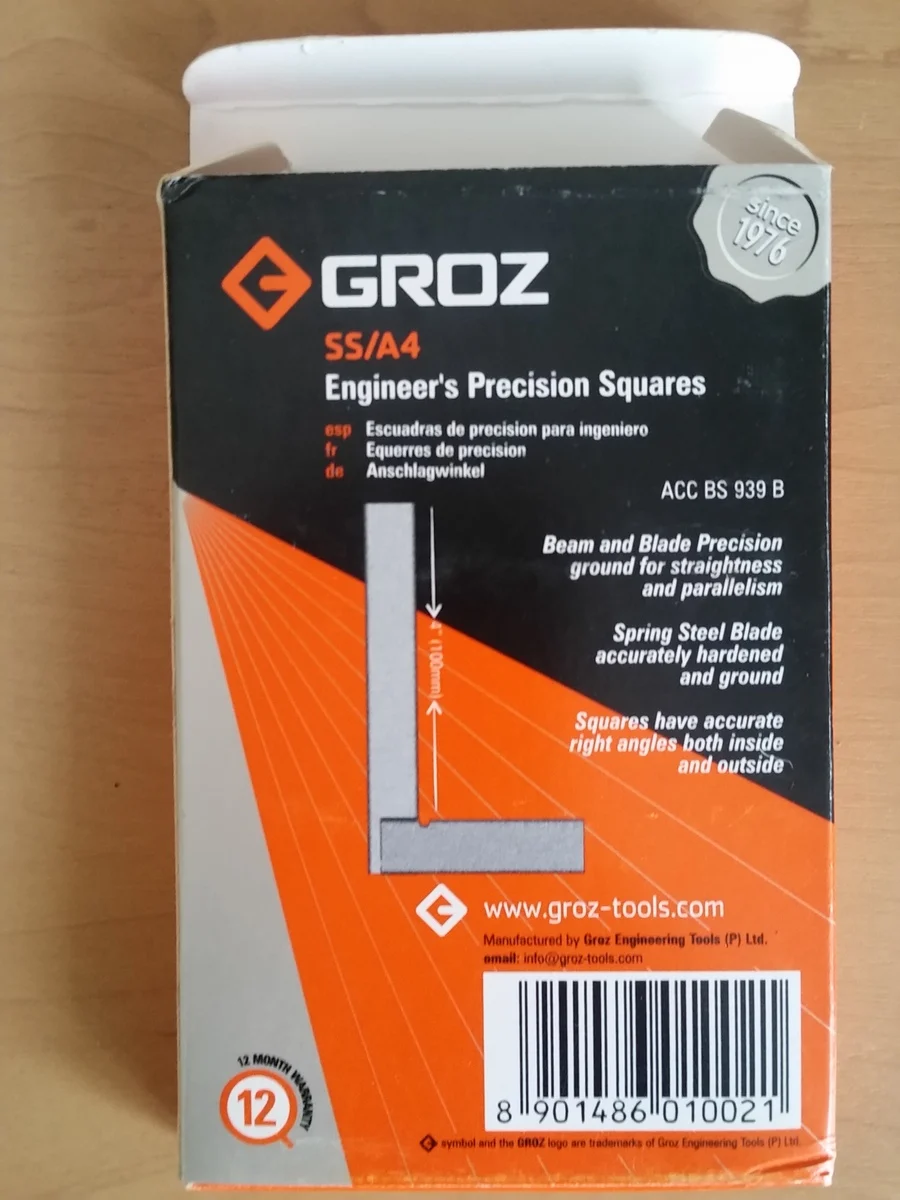 since
1976
GROZ
SS/A4
Engineer's Precision Squares
esp Escuadras de precision para ingeniero
fr Equerres de precision
de Anschlagwinkel
ACC BS 939 B
Beam and Blade Precision
ground for straightness
and parallelism
Spring Steel Blade
accurately hardened
and ground
Squares have accurate
right angles both inside
and outside
4" (100mm)
www.groz-tools.com
Manufactured by Groz Engineering Tools (P) Ltd.
email: info@groz-tools.com
12 MONTH WARRANTY
12
8 901486 010021
symbol and the GROZ logo are trademarks of Groz Engineering Tools (P) Ltd.